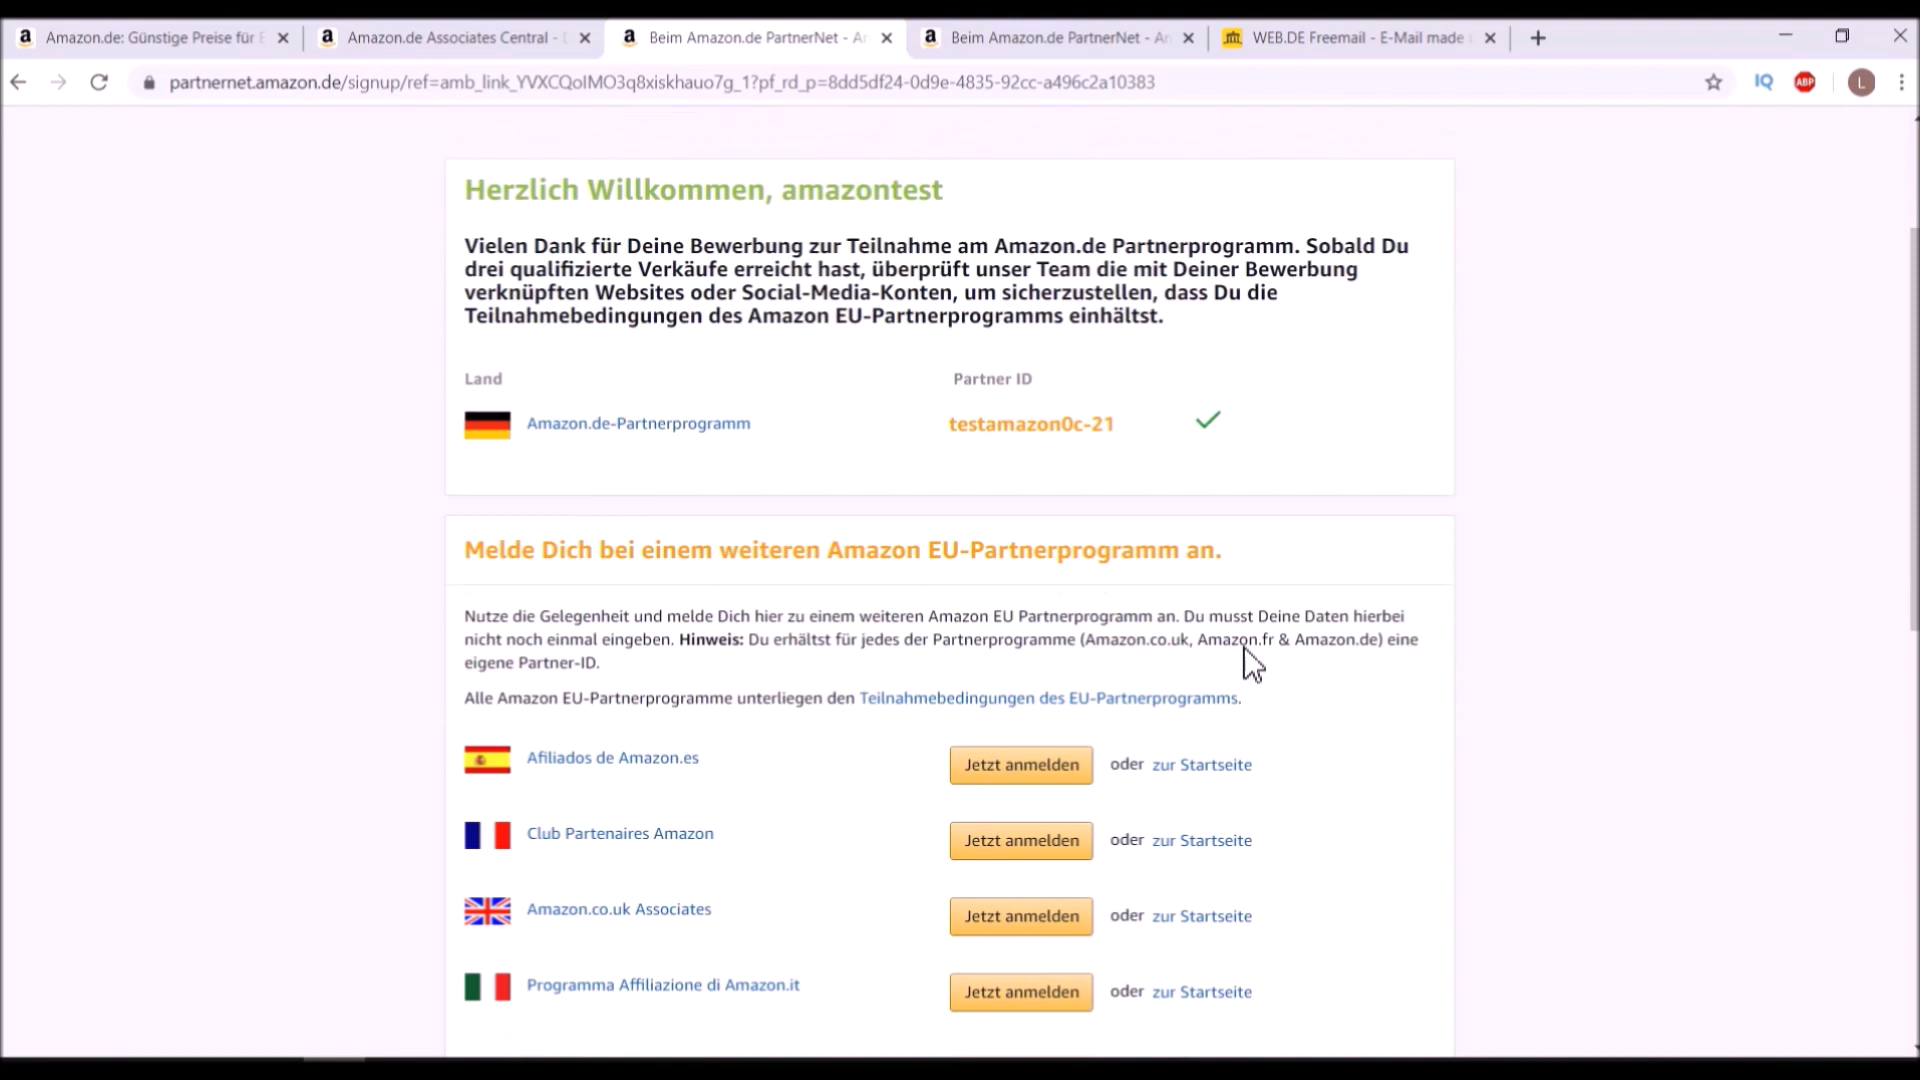 Amazon.de: Günstige Preise für E
Amazon.de Associates Central -
Beim Amazon.de PartnerNet - An
Beim Amazon.de PartnerNet - An
WEB.DE Freemail - E-Mail made
partnernet.amazon.de/signup/ref=amb_link_YVXCQoIMO3q8xiskhauo7g_1?pf_rd_p=8dd5df24-0d9e-4835-92cc-a496c2a10383
IQ
ABP
L
Herzlich Willkommen, amazontest
Vielen Dank für Deine Bewerbung zur Teilnahme am Amazon.de Partnerprogramm. Sobald Du
drei qualifizierte Verkäufe erreicht hast, überprüft unser Team die mit Deiner Bewerbung
verknüpften Websites oder Social-Media-Konten, um sicherzustellen, dass Du die
Teilnahmebedingungen des Amazon EU-Partnerprogramms einhältst.
Land Partner ID
Amazon.de-Partnerprogramm testamazon0c-21
Melde Dich bei einem weiteren Amazon EU-Partnerprogramm an.
Nutze die Gelegenheit und melde Dich hier zu einem weiteren Amazon EU Partnerprogramm an. Du musst Deine Daten hierbei
nicht noch einmal eingeben. Hinweis: Du erhältst für jedes der Partnerprogramme (Amazon.co.uk, Amazon.fr & Amazon.de) eine
eigene Partner-ID.
Alle Amazon EU-Partnerprogramme unterliegen den Teilnahmebedingungen des EU-Partnerprogramms.
Afiliados de Amazon.es Jetzt anmelden oder zur Startseite
Club Partenaires Amazon Jetzt anmelden oder zur Startseite
Amazon.co.uk Associates Jetzt anmelden oder zur Startseite
Programma Affiliazione di Amazon.it Jetzt anmelden oder zur Startseite